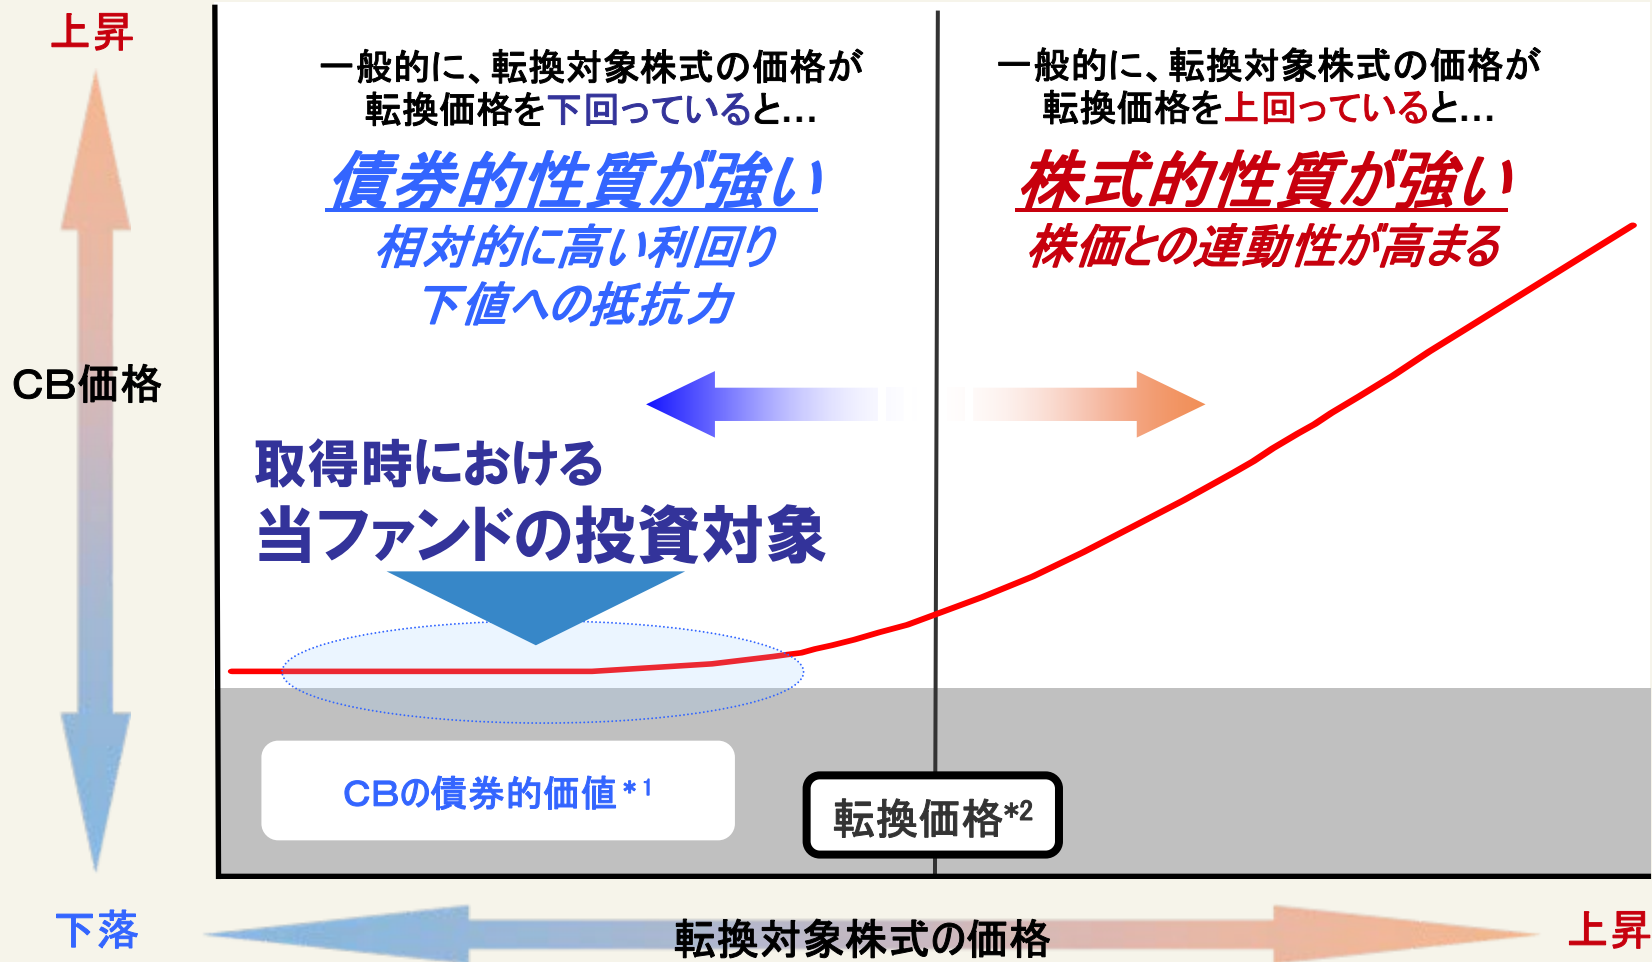 上昇
一般的に、転換対象株式の価格が
転換価格を下回っていると...
債券的性質が強い
相対的に高い利回り
下値への抵抗力
一般的に、転換対象株式の価格が
転換価格を上回っていると...
株式的性質が強い
株価との連動性が高まる
CB価格
取得時における
当ファンドの投資対象
CBの債券的価値*1
転換価格*2
下落
転換対象株式の価格
上昇